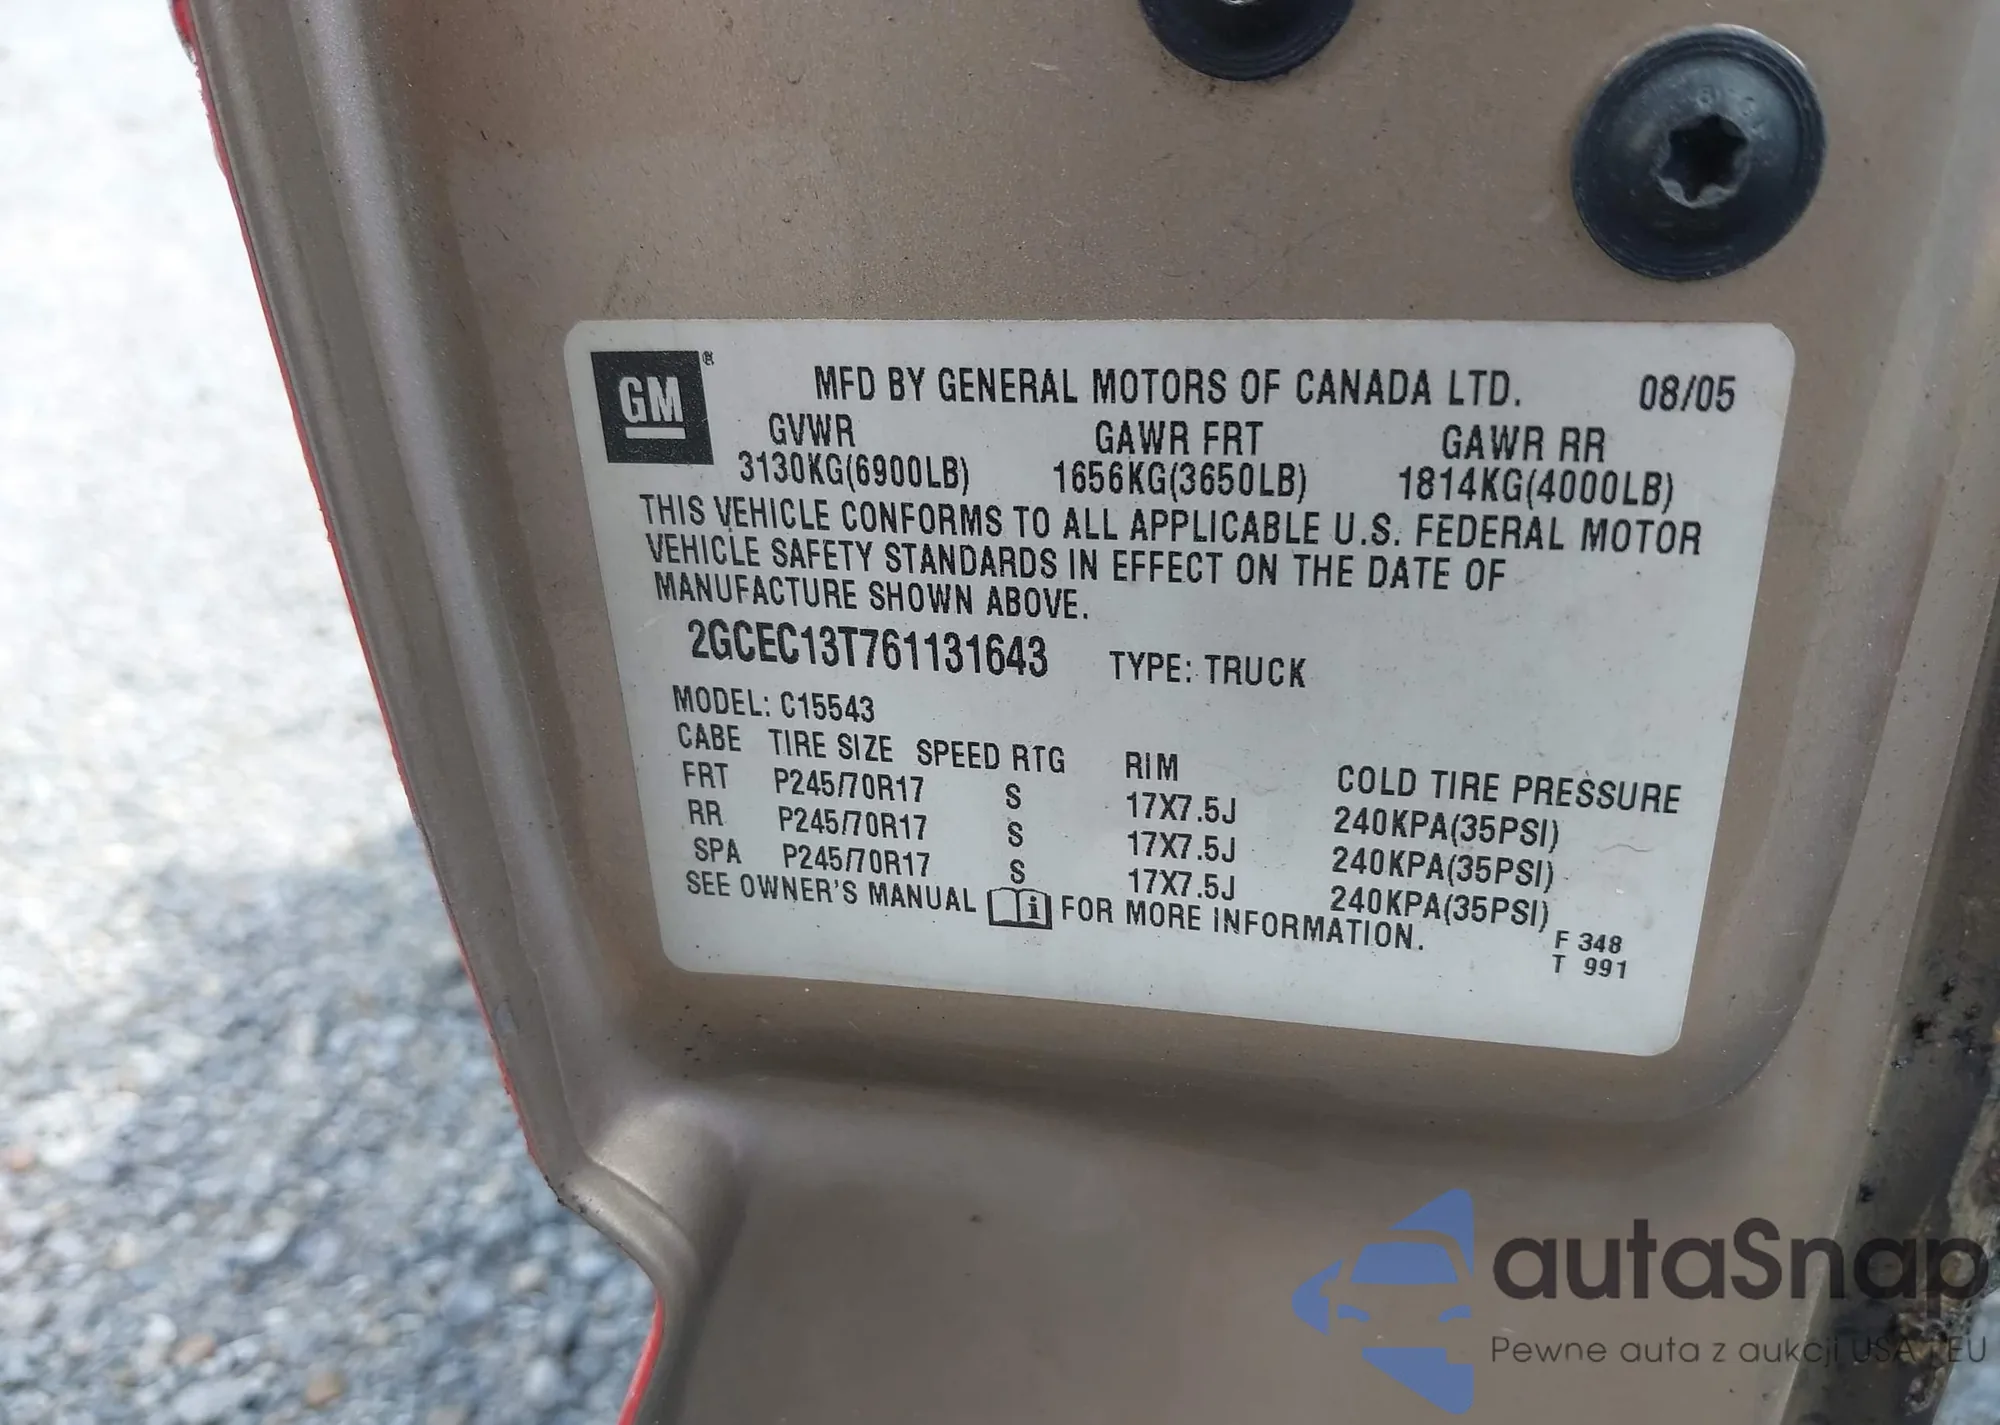 GM ®
MFD BY GENERAL MOTORS OF CANADA LTD. 08/05
GVWR GAWR FRT GAWR RR
3130KG(6900LB) 1656KG(3650LB) 1814KG(4000LB)
THIS VEHICLE CONFORMS TO ALL APPLICABLE U.S. FEDERAL MOTOR
VEHICLE SAFETY STANDARDS IN EFFECT ON THE DATE OF
MANUFACTURE SHOWN ABOVE.
2GCEC13T761131643 TYPE: TRUCK
MODEL: C15543
CABE TIRE SIZE SPEED RTG RIM COLD TIRE PRESSURE
FRT P245/70R17 S 17X7.5J 240KPA(35PSI)
RR P245/70R17 S 17X7.5J 240KPA(35PSI)
SPA P245/70R17 S 17X7.5J 240KPA(35PSI)
SEE OWNER'S MANUAL i FOR MORE INFORMATION.
F 348
T 991
autaSnap
Pewne auta z aukcji USA i EU